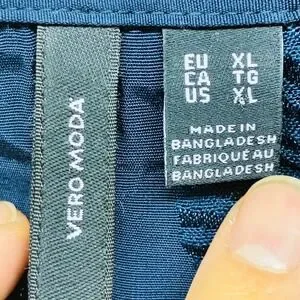 VERO MODA
EU XL
CA TG
US XL
MADE IN
BANGLADESH
FABRIQUÉ AU
BANGLADESH